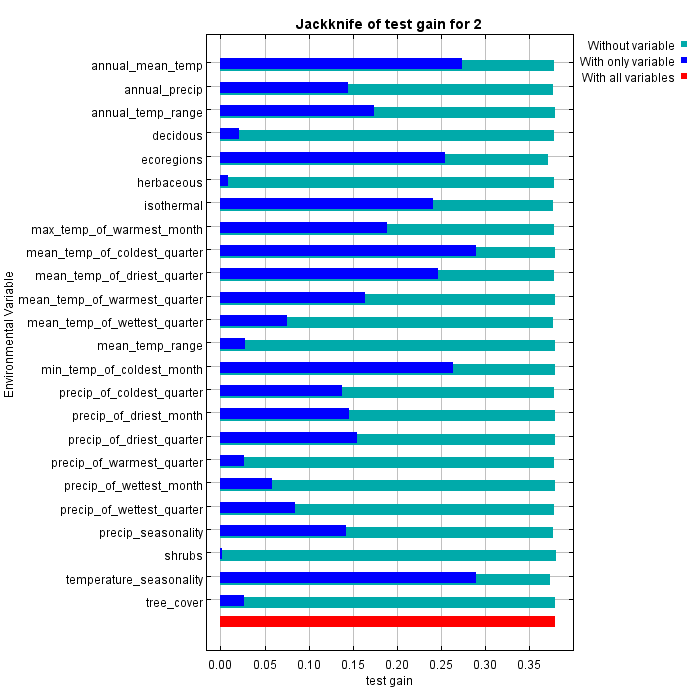 Jackknife of test gain for 2
Without variable
With only variable
With all variables
Environmental Variable
annual_mean_temp
annual_precip
annual_temp_range
decidous
ecoregions
herbaceous
isothermal
max_temp_of_warmest_month
mean_temp_of_coldest_quarter
mean_temp_of_driest_quarter
mean_temp_of_warmest_quarter
mean_temp_of_wettest_quarter
mean_temp_range
min_temp_of_coldest_month
precip_of_coldest_quarter
precip_of_driest_month
precip_of_driest_quarter
precip_of_warmest_quarter
precip_of_wettest_month
precip_of_wettest_quarter
precip_seasonality
shrubs
temperature_seasonality
tree_cover
0.00 0.05 0.10 0.15 0.20 0.25 0.30 0.35
test gain